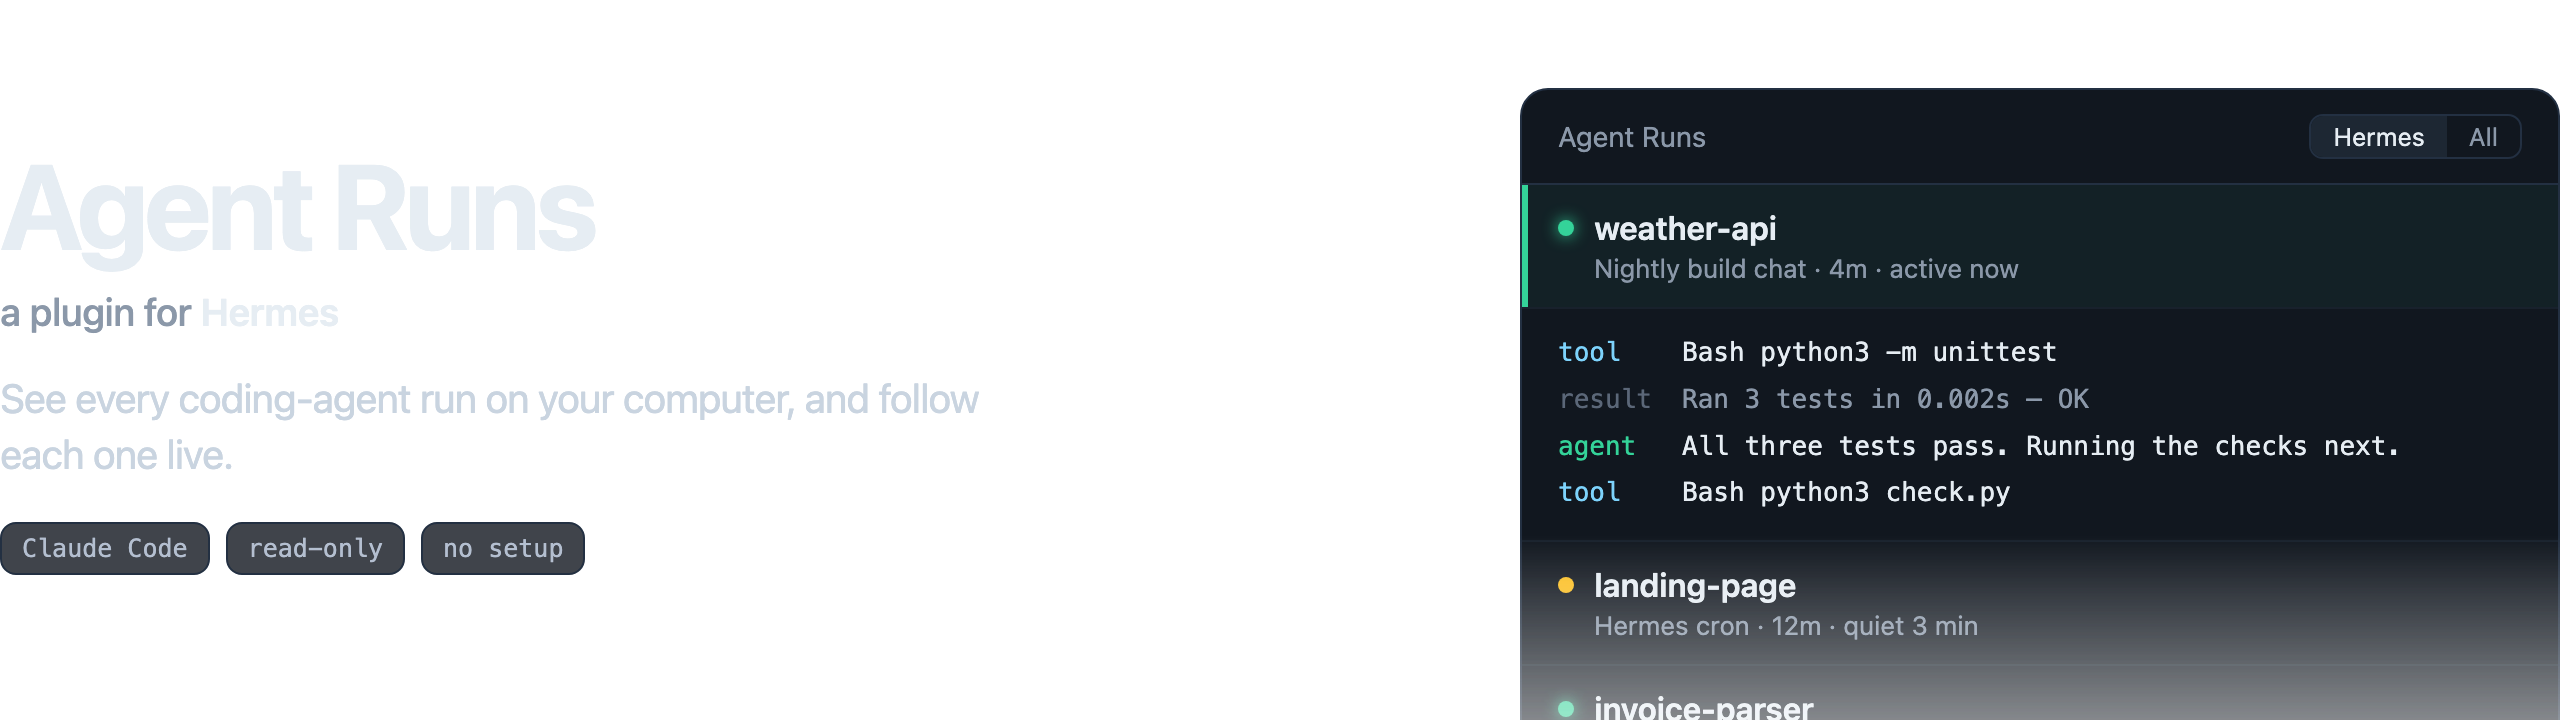 Agent Runs
a plugin for Hermes
See every coding-agent run on your computer, and follow
each one live.
Claude Code
read-only
no setup
Agent Runs
Hermes
All
weather-api
Nightly build chat · 4m · active now
tool Bash python3 -m unittest
result Ran 3 tests in 0.002s — OK
agent All three tests pass. Running the checks next.
tool Bash python3 check.py
landing-page
Hermes cron · 12m · quiet 3 min
invoice-parser